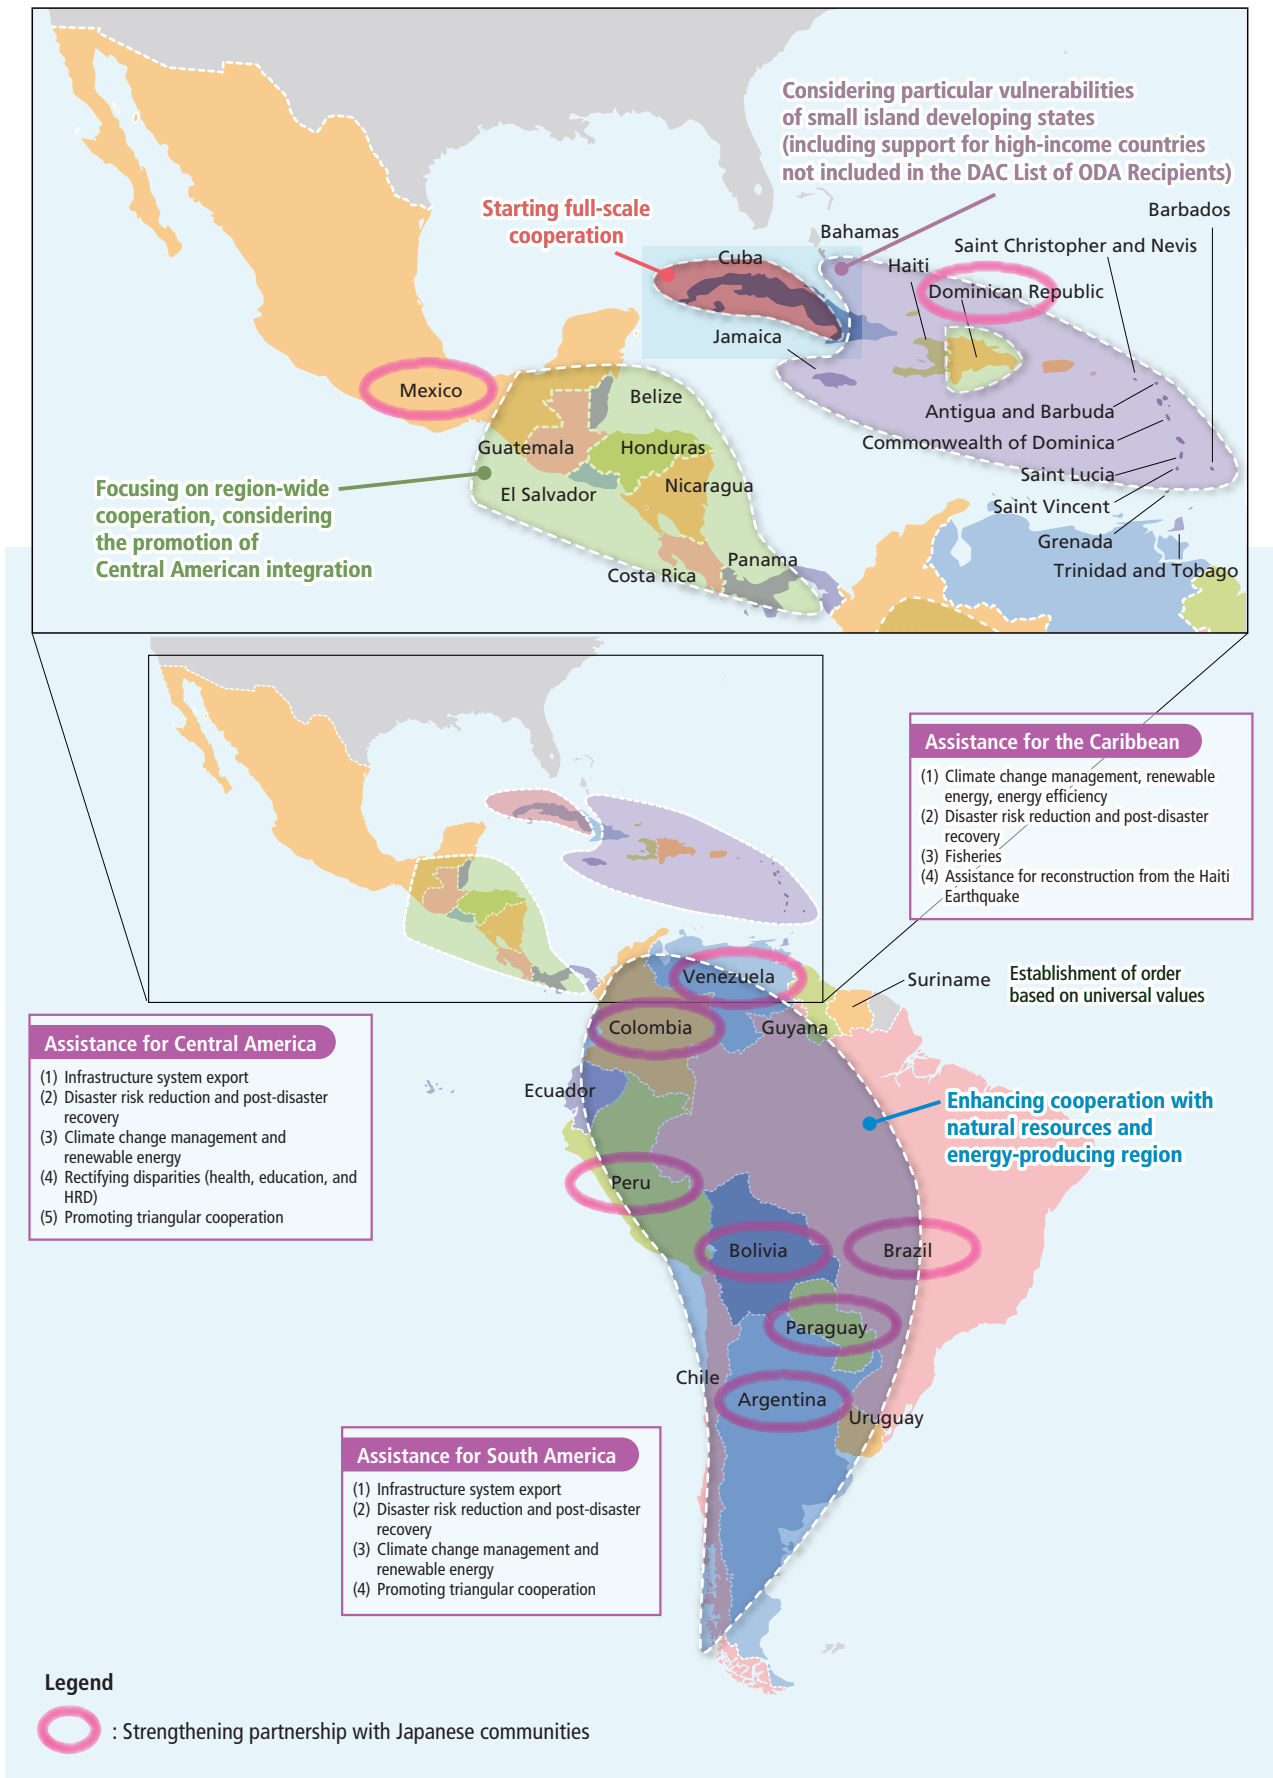 Considering particular vulnerabilities
of small island developing states
(including support for high-income countries
not included in the DAC List of ODA Recipients)
Starting full-scale
cooperation
Barbados
Bahamas
Saint Christopher and Nevis
Cuba
Haiti
Dominican Republic
Jamaica
Mexico
Belize
Antigua and Barbuda
Guatemala
Honduras
Commonwealth of Dominica
Saint Lucia
Focusing on region-wide
cooperation, considering
the promotion of
Central American integration
El Salvador
Nicaragua
Saint Vincent
Grenada
Panama
Costa Rica
Trinidad and Tobago
Assistance for the Caribbean
(1) Climate change management, renewable
energy, energy efficiency
(2) Disaster risk reduction and post-disaster
recovery
(3) Fisheries
(4) Assistance for reconstruction from the Haiti
Earthquake
Venezuela
Suriname
Establishment of order
based on universal values
Colombia
Guyana
Assistance for Central America
(1) Infrastructure system export
(2) Disaster risk reduction and post-disaster
recovery
(3) Climate change management and
renewable energy
(4) Rectifying disparities (health, education, and
HRD)
(5) Promoting triangular cooperation
Ecuador
Enhancing cooperation with
natural resources and
energy-producing region
Peru
Bolivia
Brazil
Paraguay
Chile
Argentina
Uruguay
Assistance for South America
(1) Infrastructure system export
(2) Disaster risk reduction and post-disaster
recovery
(3) Climate change management and
renewable energy
(4) Promoting triangular cooperation
Legend
: Strengthening partnership with Japanese communities